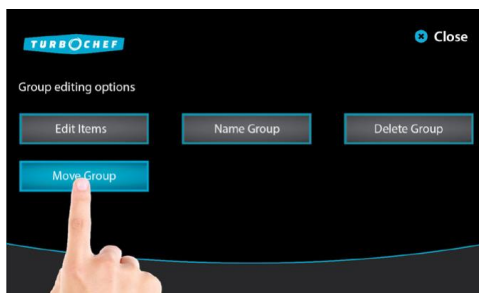 TURBOCHEF
Close
Group editing options
Edit Items
Name Group
Delete Group
Move Group